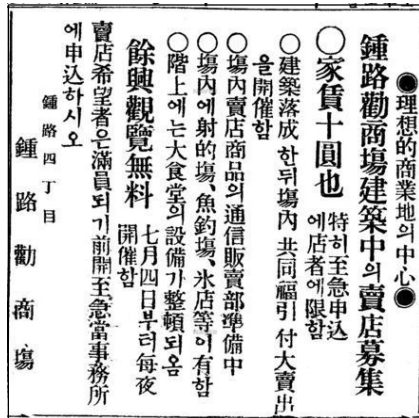 ◉理想的商業地의中心◉
鍾路勸商場建築中의賣店募集
〇家賃十圓也 特히至急申込에店者에限함
〇建築落成한뒤場內共同福引付大賣出
을開催함
〇場內賣店商品의通信販賣部準備中
〇場內에射的場、魚釣場、氷店等이有함
〇階上에는大食堂의設備가整頓되옴
餘興觀覽無料 七月四日부터每夜開催함
賣店希望者은滿員되기前開至急當事務所
에申込하시오
鍾路四丁目
鍾路勸商場